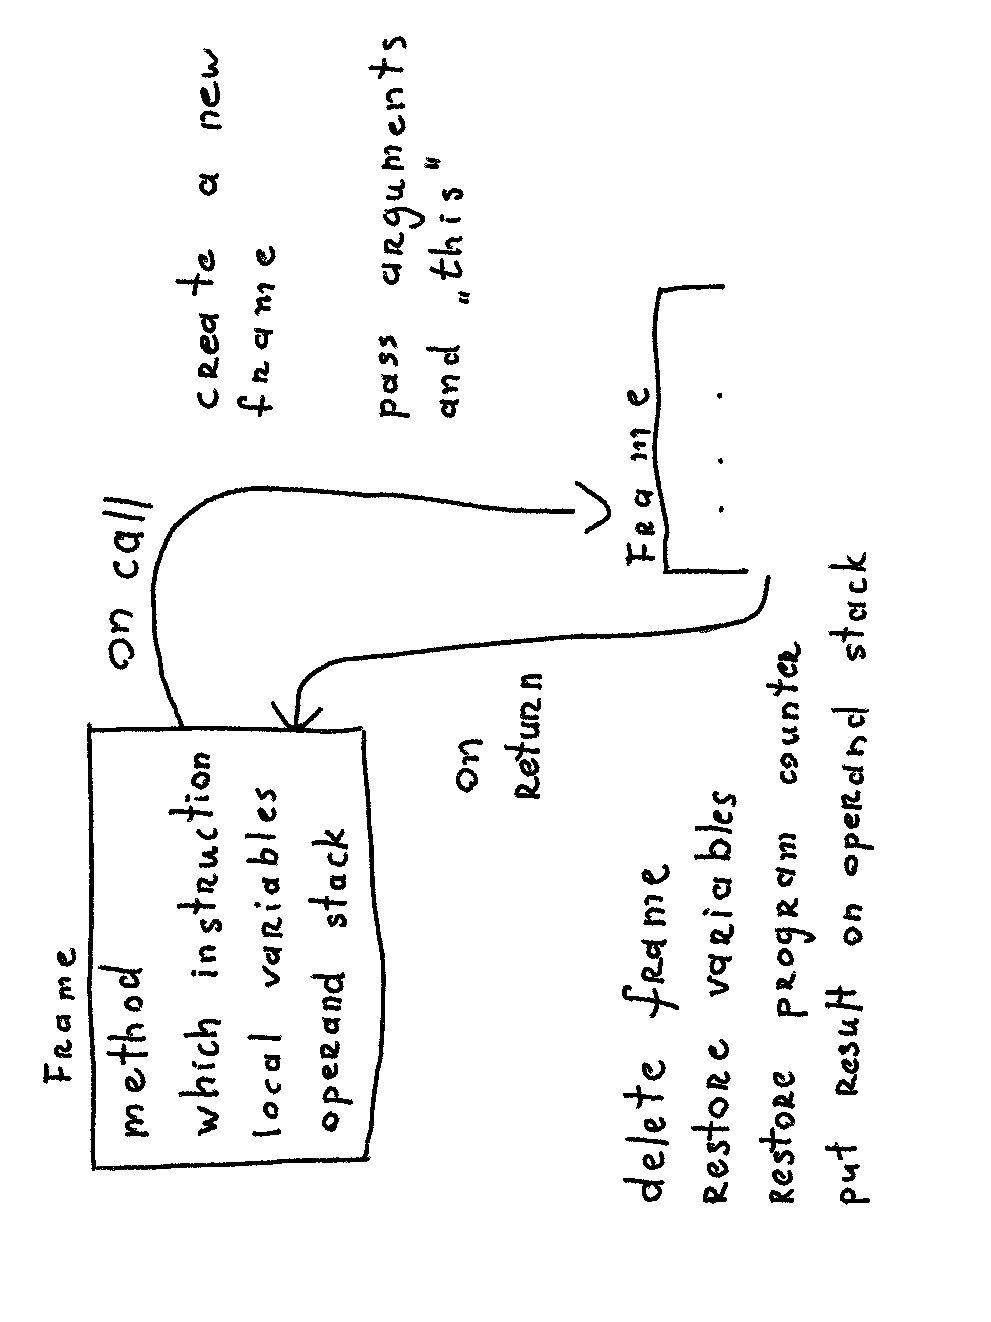 Frame
method
which instruction
local variables
operand stack
on call
create a new
frame
pass arguments
and „this"
Frame
...
on
Return
delete frame
Restore variables
Restore program counter
put Result on operand stack